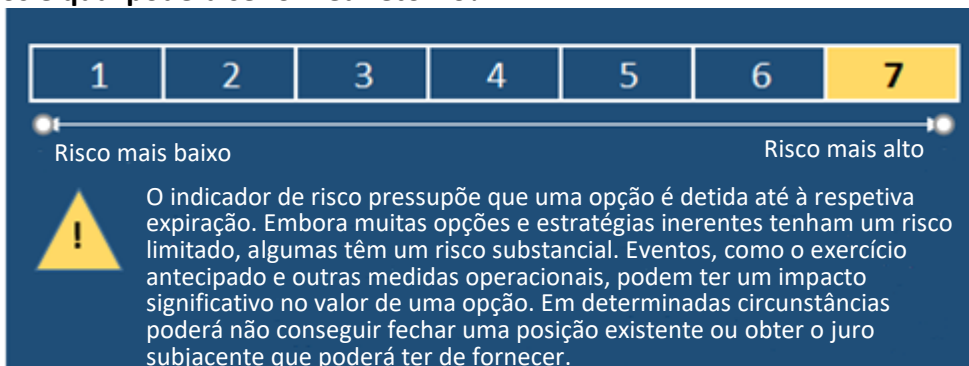 1 2 3 4 5 6 7
Risco mais baixo Risco mais alto
! O indicador de risco pressupõe que uma opção é detida até à respetiva
expiração. Embora muitas opções e estratégias inerentes tenham um risco
limitado, algumas têm um risco substancial. Eventos, como o exercício
antecipado e outras medidas operacionais, podem ter um impacto
significativo no valor de uma opção. Em determinadas circunstâncias
poderá não conseguir fechar uma posição existente ou obter o juro
subjacente que poderá ter de fornecer.